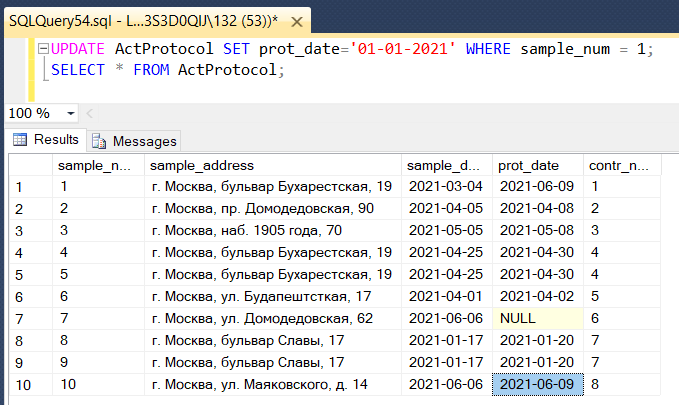 SQLQuery54.sql - L...3S3D0QIJ\132 (53))*
UPDATE ActProtocol SET prot_date='01-01-2021' WHERE sample_num = 1;
SELECT * FROM ActProtocol;
100 %
Results Messages
sample_n... sample_address sample_d... prot_date contr_n...
1 1 г. Москва, бульвар Бухарестская, 19 2021-03-04 2021-06-09 1
2 2 г. Москва, пр. Домодедовская, 90 2021-04-05 2021-04-08 2
3 3 г. Москва, наб. 1905 года, 70 2021-05-05 2021-05-08 3
4 4 г. Москва, бульвар Бухарестская, 19 2021-04-25 2021-04-30 4
5 5 г. Москва, бульвар Бухарестская, 19 2021-04-25 2021-04-30 4
6 6 г. Москва, ул. Будапештсткая, 17 2021-04-01 2021-04-02 5
7 7 г. Москва, ул. Домодедовская, 62 2021-06-06 NULL 6
8 8 г. Москва, бульвар Славы, 17 2021-01-17 2021-01-20 7
9 9 г. Москва, бульвар Славы, 17 2021-01-17 2021-01-20 7
10 10 г. Москва, ул. Маяковского, д. 14 2021-06-06 2021-06-09 8